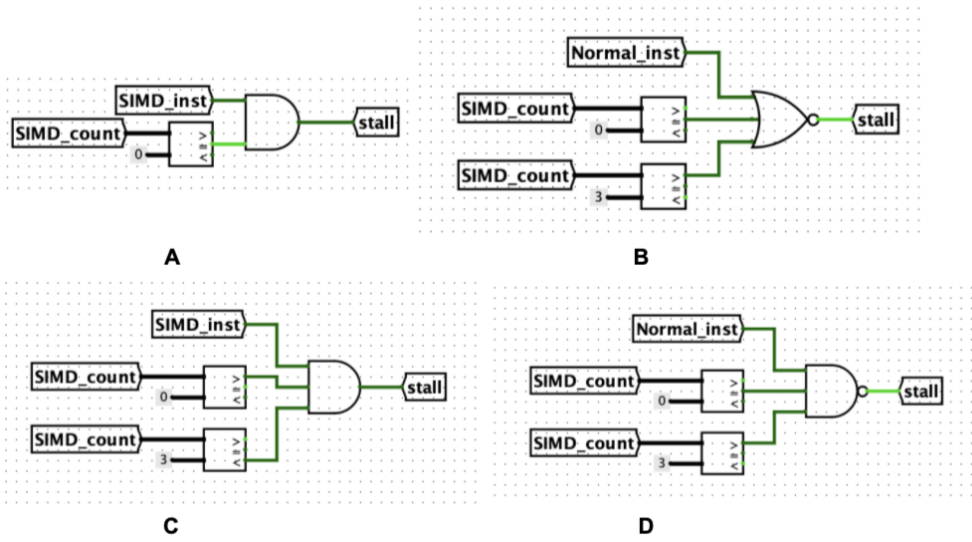 SIMD_inst
SIMD_count
0
>
=
<
stall
A
Normal_inst
SIMD_count
0
>
=
<
SIMD_count
3
>
=
<
stall
B
SIMD_inst
SIMD_count
0
>
=
<
SIMD_count
3
>
=
<
stall
C
Normal_inst
SIMD_count
0
>
=
<
SIMD_count
3
>
=
<
stall
D